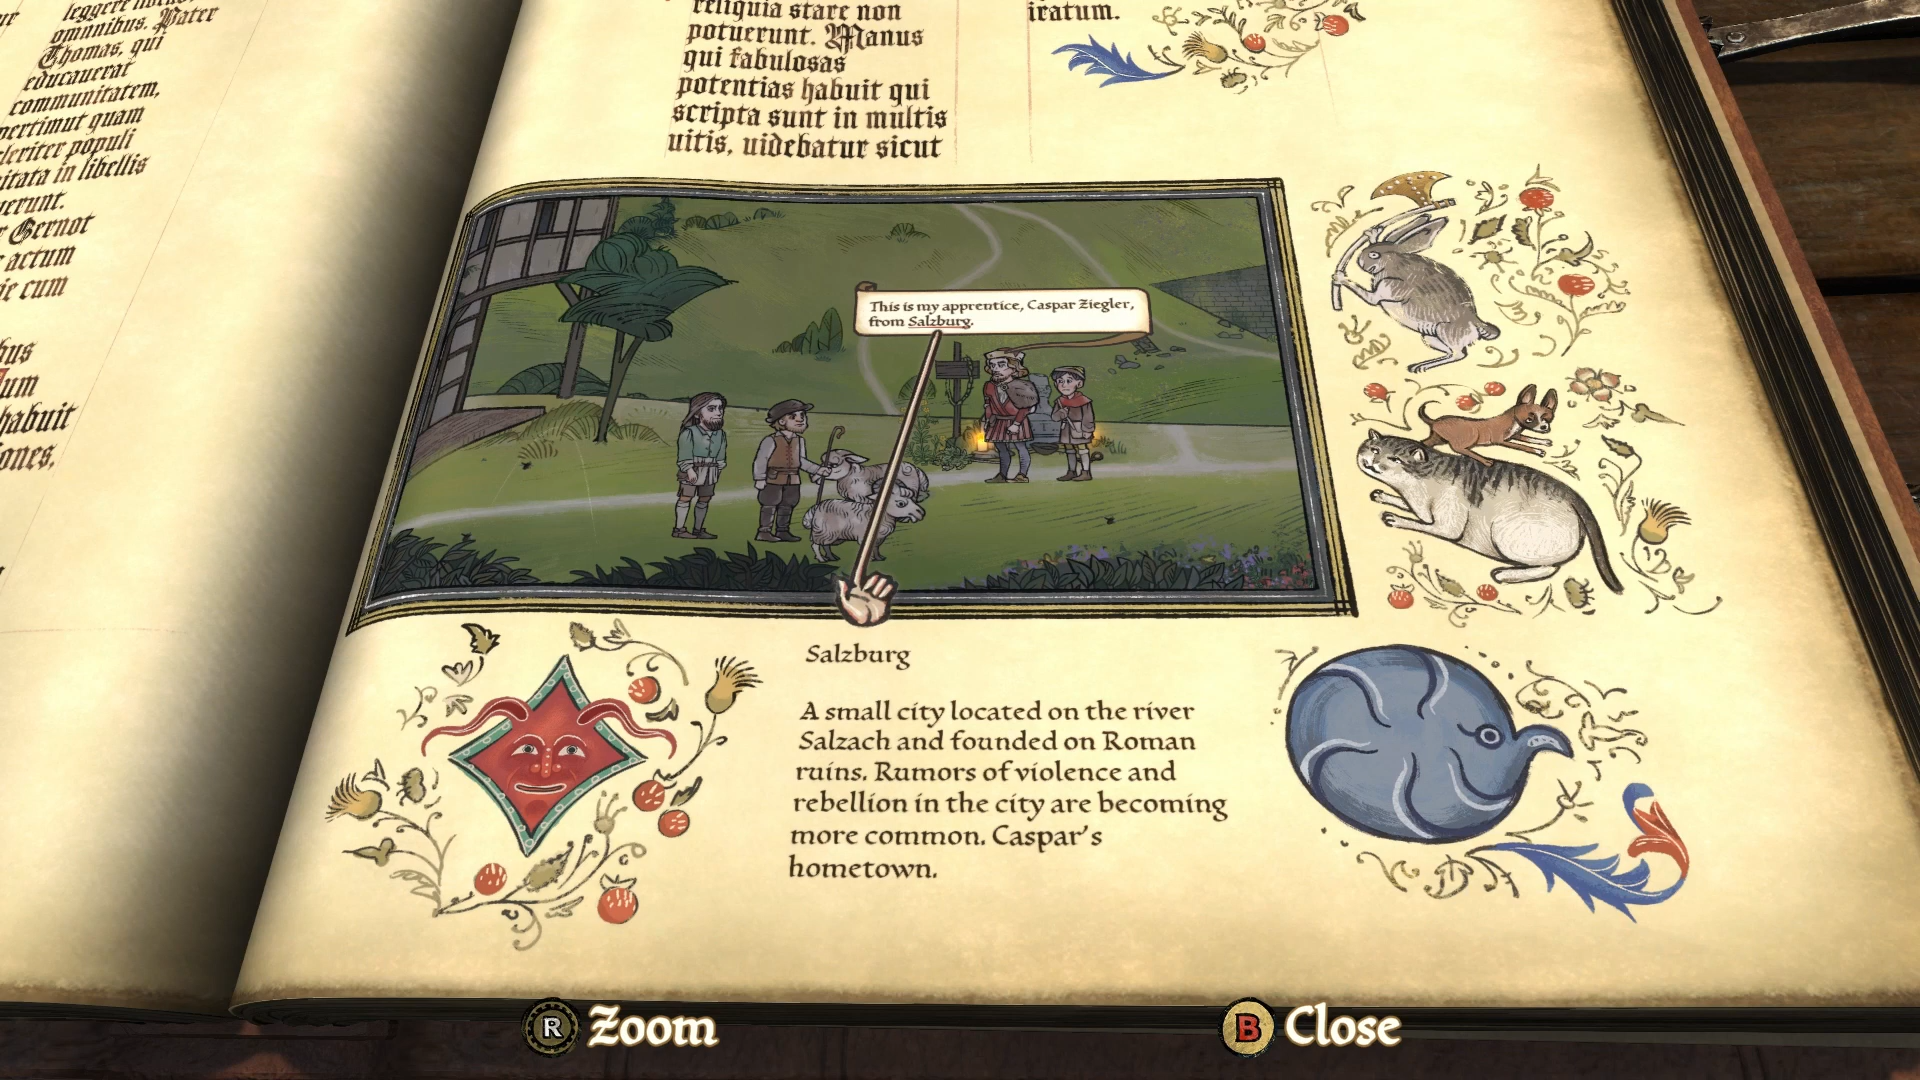 leggere
omnibus. Pater
Thomas, qui
educauerat
communitatem,
pertimut quam
celeriter populi
in libellis
Gernot
actum
cum
habuit
reliquia stare non
potuerunt. Manus
qui fabulosas
potentias habuit qui
scripta sunt in multis
uitis, uidebatur sicut
iratum.
This is my apprentice, Caspar Ziegler,
from Salzburg.
Salzburg
A small city located on the river
Salzach and founded on Roman
ruins. Rumors of violence and
rebellion in the city are becoming
more common. Caspar's
hometown.
R Zoom
B Close